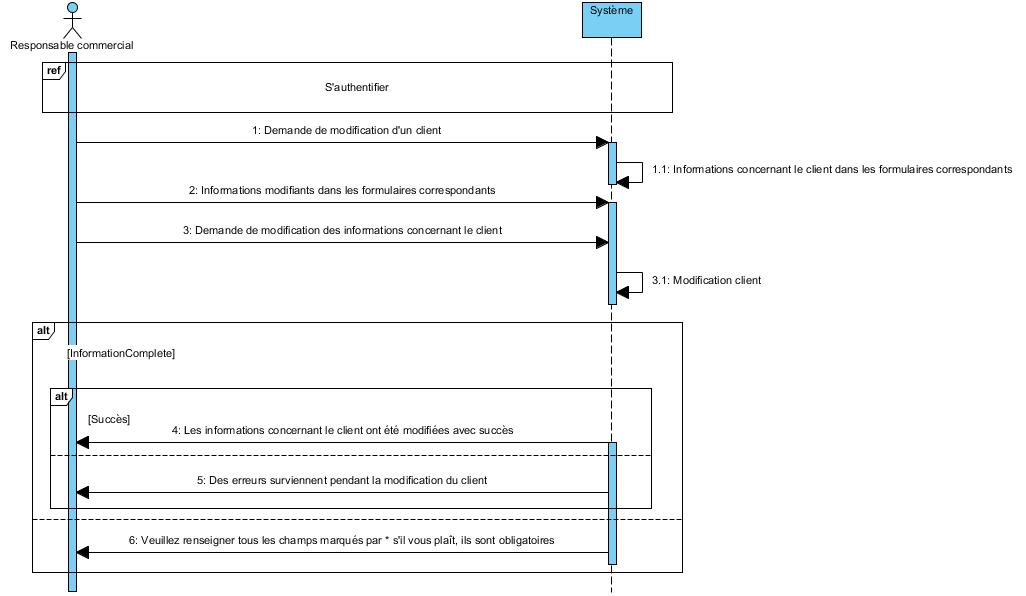 Système
Responsable commercial
ref
S'authentifier
1: Demande de modification d'un client
1.1: Informations concernant le client dans les formulaires correspondants
2: Informations modifiants dans les formulaires correspondants
3: Demande de modification des informations concernant le client
3.1: Modification client
alt
[InformationComplete]
alt
[Succès]
4: Les informations concernant le client ont été modifiées avec succès
5: Des erreurs surviennent pendant la modification du client
6: Veuillez renseigner tous les champs marqués par * s'il vous plaît, ils sont obligatoires